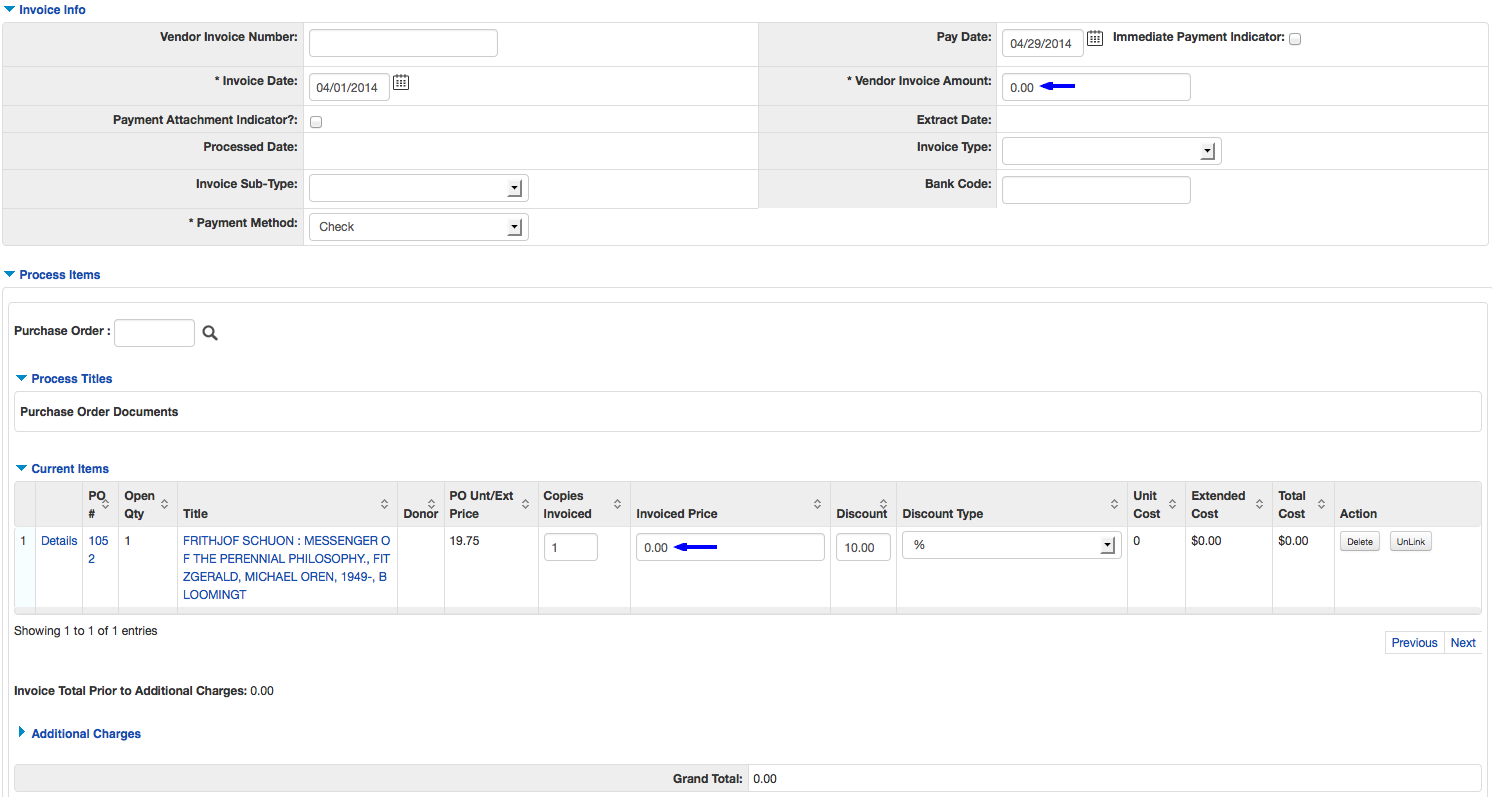 Invoice Info
Vendor Invoice Number:
Pay Date: 04/29/2014 Immediate Payment Indicator:
* Invoice Date: 04/01/2014
* Vendor Invoice Amount: 0.00
Payment Attachment Indicator?:
Extract Date:
Processed Date:
Invoice Type:
Invoice Sub-Type:
Bank Code:
* Payment Method: Check
Process Items
Purchase Order :
Process Titles
Purchase Order Documents
Current Items
PO # Open Qty Title Donor PO Unt/Ext Price Copies Invoiced Invoiced Price Discount Discount Type Unit Cost Extended Cost Total Cost Action
1 Details 1052 1 FRITHJOF SCHUON : MESSENGER O 19.75 1 0.00 10.00 % 0 $0.00 $0.00 Delete UnLink
F THE PERENNIAL PHILOSOPHY., FIT
ZGERALD, MICHAEL OREN, 1949-, B
LOOMINGT
Showing 1 to 1 of 1 entries
Previous Next
Invoice Total Prior to Additional Charges: 0.00
Additional Charges
Grand Total: 0.00